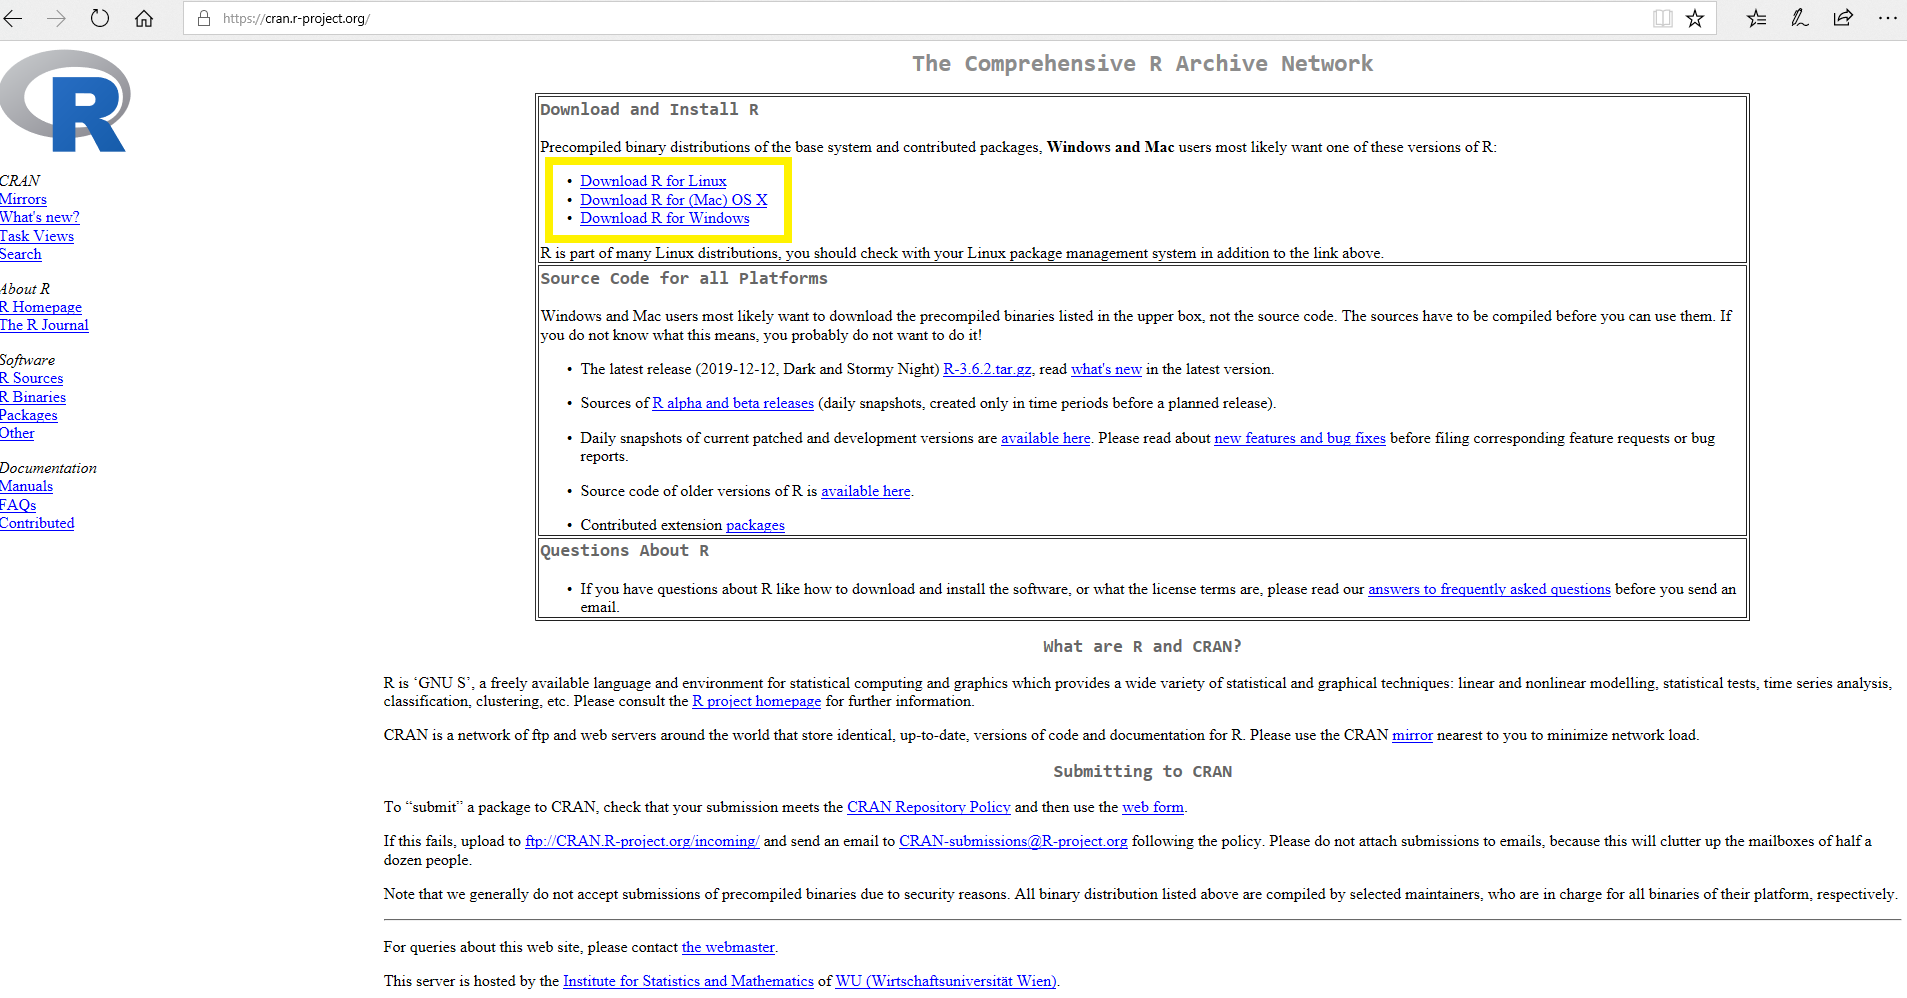 https://cran.r-project.org/
R
CRAN
Mirrors
What's new?
Task Views
Search
About R
R Homepage
The R Journal
Software
R Sources
R Binaries
Packages
Other
Documentation
Manuals
FAQs
Contributed
The Comprehensive R Archive Network
Download and Install R
Precompiled binary distributions of the base system and contributed packages, Windows and Mac users most likely want one of these versions of R:
• Download R for Linux
• Download R for (Mac) OS X
• Download R for Windows
R is part of many Linux distributions, you should check with your Linux package management system in addition to the link above.
Source Code for all Platforms
Windows and Mac users most likely want to download the precompiled binaries listed in the upper box, not the source code. The sources have to be compiled before you can use them. If
you do not know what this means, you probably do not want to do it!
• The latest release (2019-12-12, Dark and Stormy Night) R-3.6.2.tar.gz, read what's new in the latest version.
• Sources of R alpha and beta releases (daily snapshots, created only in time periods before a planned release).
• Daily snapshots of current patched and development versions are available here. Please read about new features and bug fixes before filing corresponding feature requests or bug
reports.
• Source code of older versions of R is available here.
• Contributed extension packages
Questions About R
• If you have questions about R like how to download and install the software, or what the license terms are, please read our answers to frequently asked questions before you send an
email.
What are R and CRAN?
R is ‘GNU S’, a freely available language and environment for statistical computing and graphics which provides a wide variety of statistical and graphical techniques: linear and nonlinear modelling, statistical tests, time series analysis,
classification, clustering, etc. Please consult the R project homepage for further information.
CRAN is a network of ftp and web servers around the world that store identical, up-to-date, versions of code and documentation for R. Please use the CRAN mirror nearest to you to minimize network load.
Submitting to CRAN
To “submit” a package to CRAN, check that your submission meets the CRAN Repository Policy and then use the web form.
If this fails, upload to ftp://CRAN.R-project.org/incoming/ and send an email to CRAN-submissions@R-project.org following the policy. Please do not attach submissions to emails, because this will clutter up the mailboxes of half a
dozen people.
Note that we generally do not accept submissions of precompiled binaries due to security reasons. All binary distribution listed above are compiled by selected maintainers, who are in charge for all binaries of their platform, respectively.
For queries about this web site, please contact the webmaster.
This server is hosted by the Institute for Statistics and Mathematics of WU (Wirtschaftsuniversität Wien).